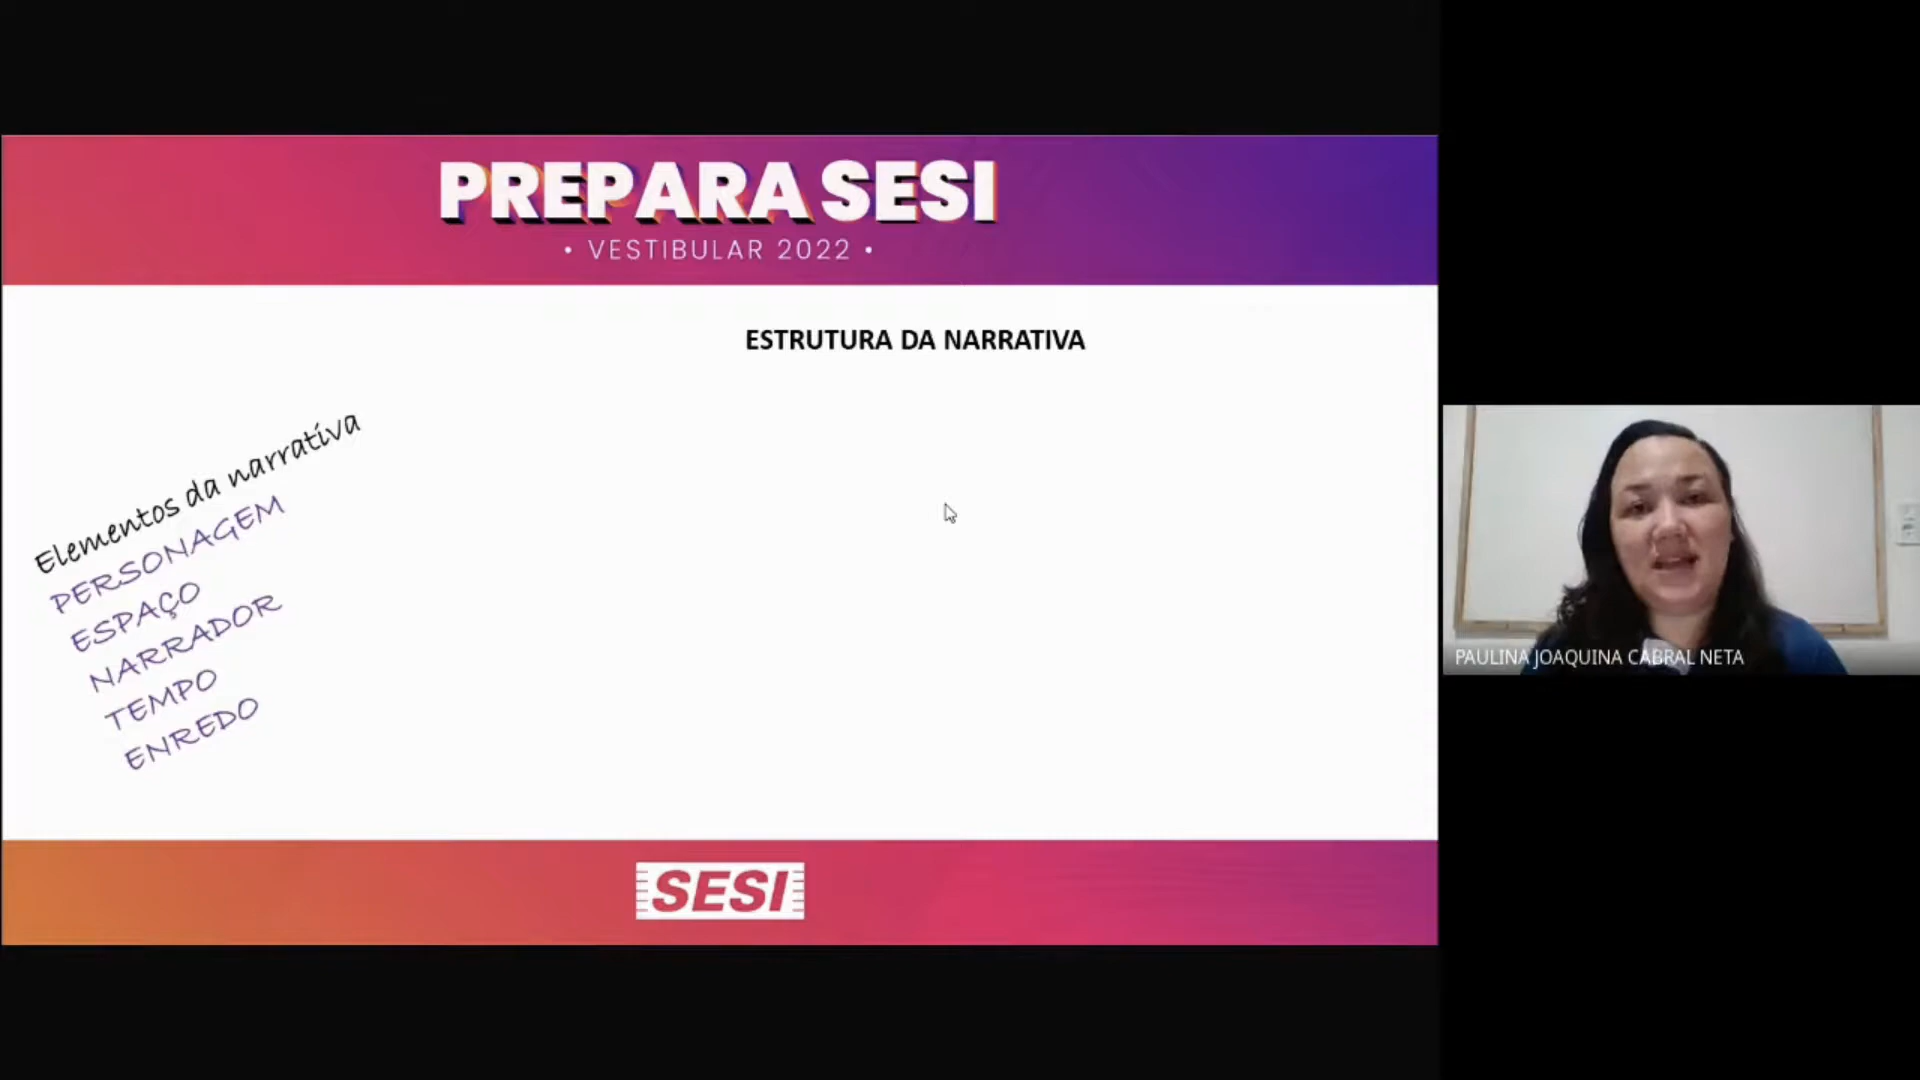 PREPARA SESI
• VESTIBULAR 2022 •
ESTRUTURA DA NARRATIVA
Elementos da narrativa
PERSONAGEM
ESPAÇO
NARRADOR
TEMPO
ENREDO
PAULINA JOAQUINA CABRAL NETA
SESI